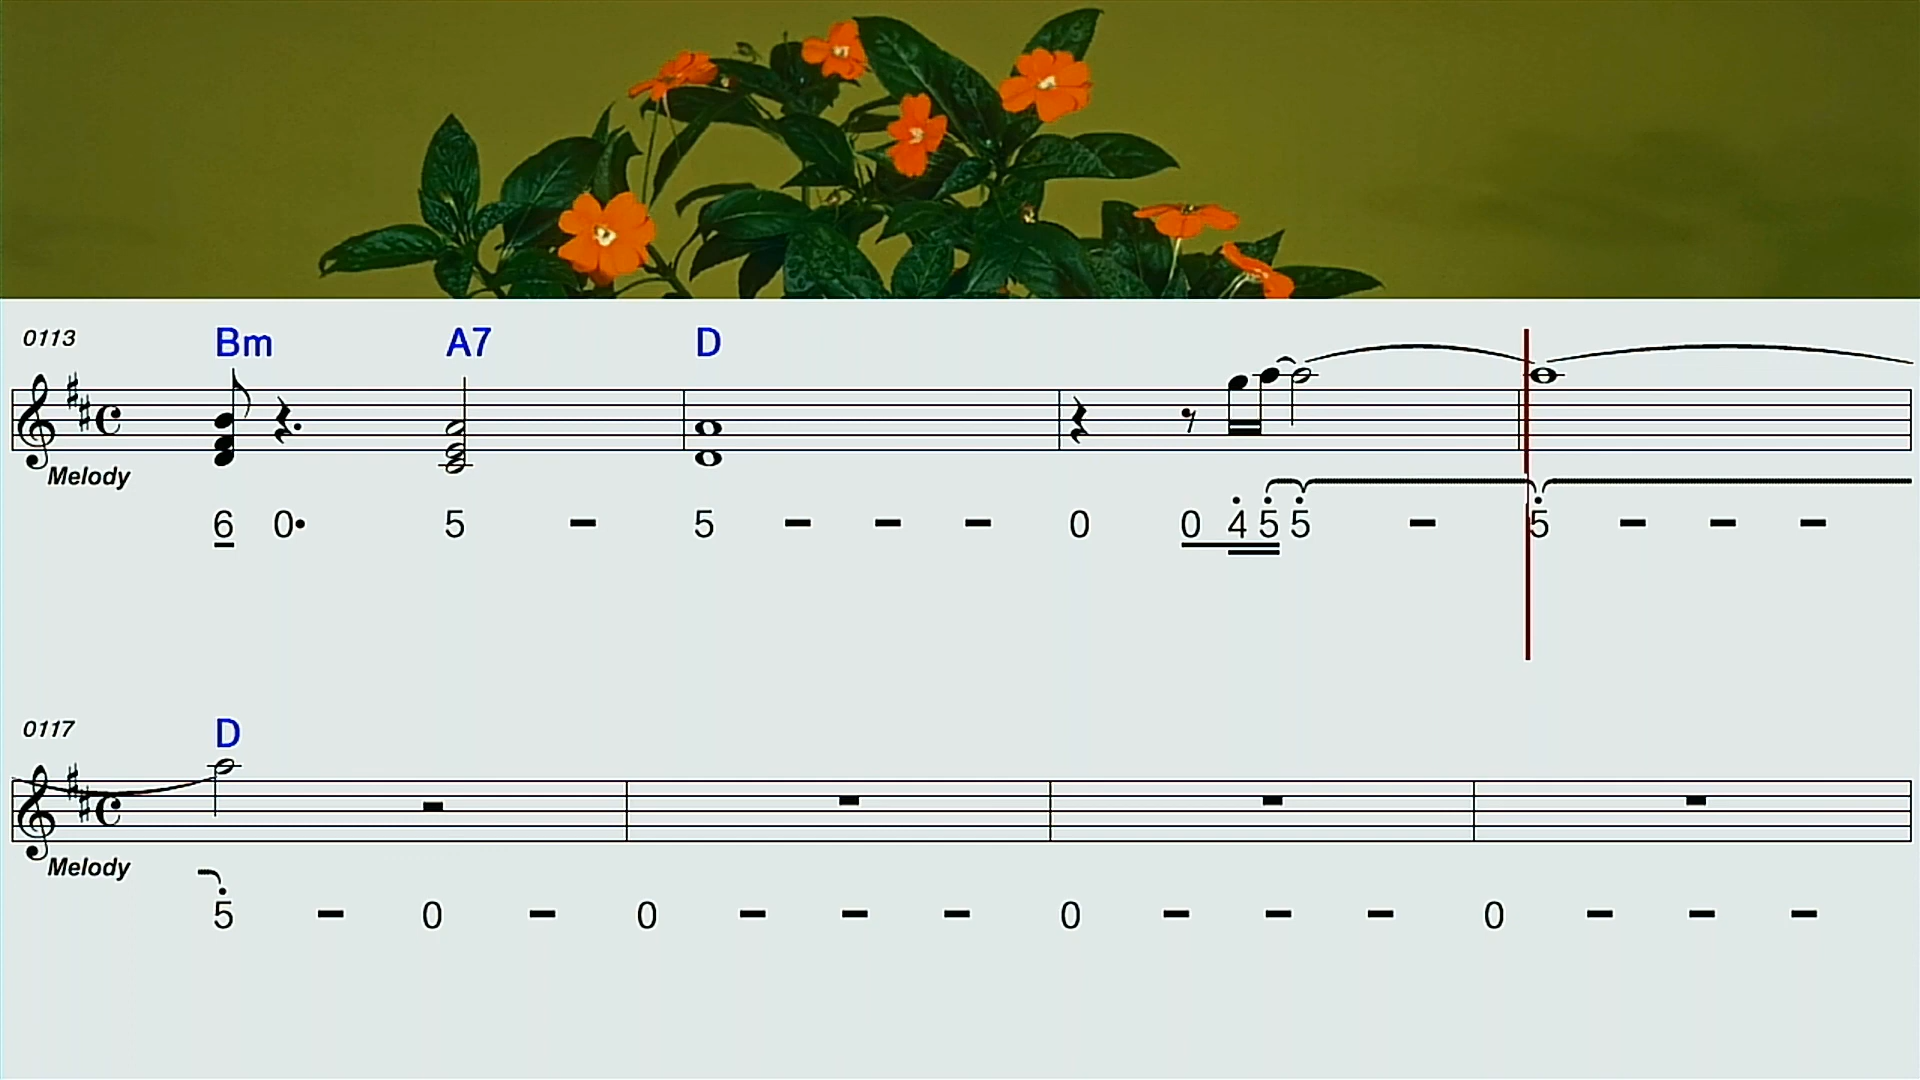 0113 Bm A7 D
Melody
6 0• 5 – 5 – – – 0 0 4 5 5 – 5 – – –
0117 D
Melody
5 – 0 – 0 – – – 0 – – – 0 – – –